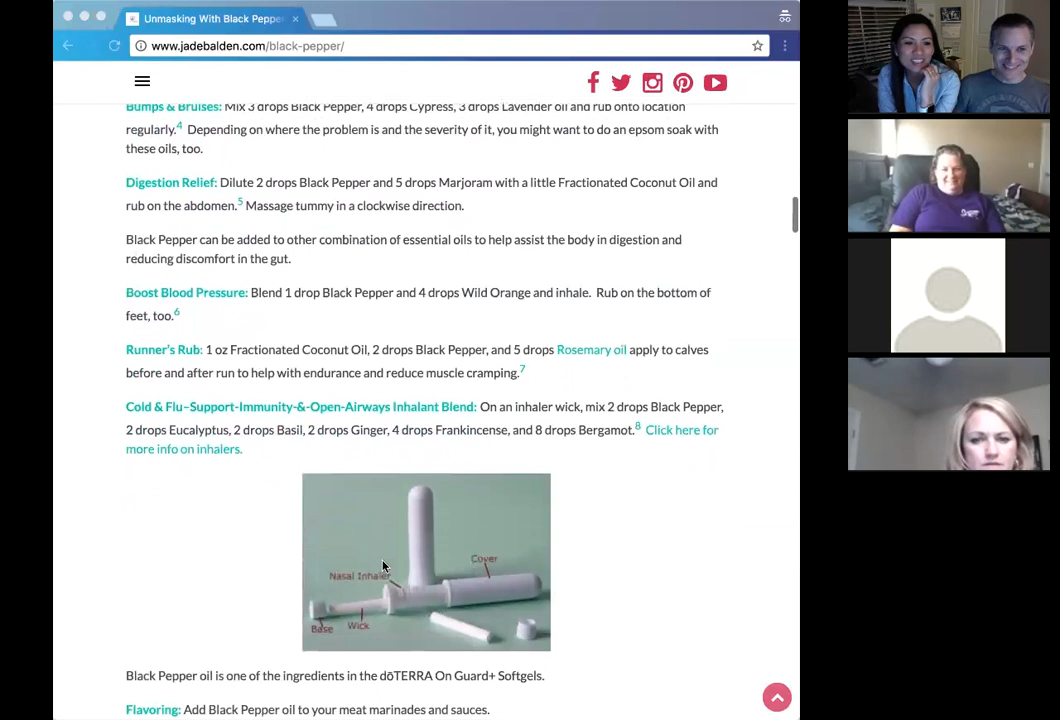 Unmasking With Black Pepper
www.jadebalden.com/black-pepper/
Bumps & Bruises: Mix 3 drops Black Pepper, 4 drops Cypress, 3 drops Lavender oil and rub onto location
regularly.4 Depending on where the problem is and the severity of it, you might want to do an epsom soak with
these oils, too.
Digestion Relief: Dilute 2 drops Black Pepper and 5 drops Marjoram with a little Fractionated Coconut Oil and
rub on the abdomen.5 Massage tummy in a clockwise direction.
Black Pepper can be added to other combination of essential oils to help assist the body in digestion and
reducing discomfort in the gut.
Boost Blood Pressure: Blend 1 drop Black Pepper and 4 drops Wild Orange and inhale. Rub on the bottom of
feet, too.6
Runner's Rub: 1 oz Fractionated Coconut Oil, 2 drops Black Pepper, and 5 drops Rosemary oil apply to calves
before and after run to help with endurance and reduce muscle cramping.7
Cold & Flu–Support-Immunity-&-Open-Airways Inhalant Blend: On an inhaler wick, mix 2 drops Black Pepper,
2 drops Eucalyptus, 2 drops Basil, 2 drops Ginger, 4 drops Frankincense, and 8 drops Bergamot.8 Click here for
more info on inhalers.
Cover
Nasal Inhaler
Base
Wick
Black Pepper oil is one of the ingredients in the dōTERRA On Guard+ Softgels.
Flavoring: Add Black Pepper oil to your meat marinades and sauces.